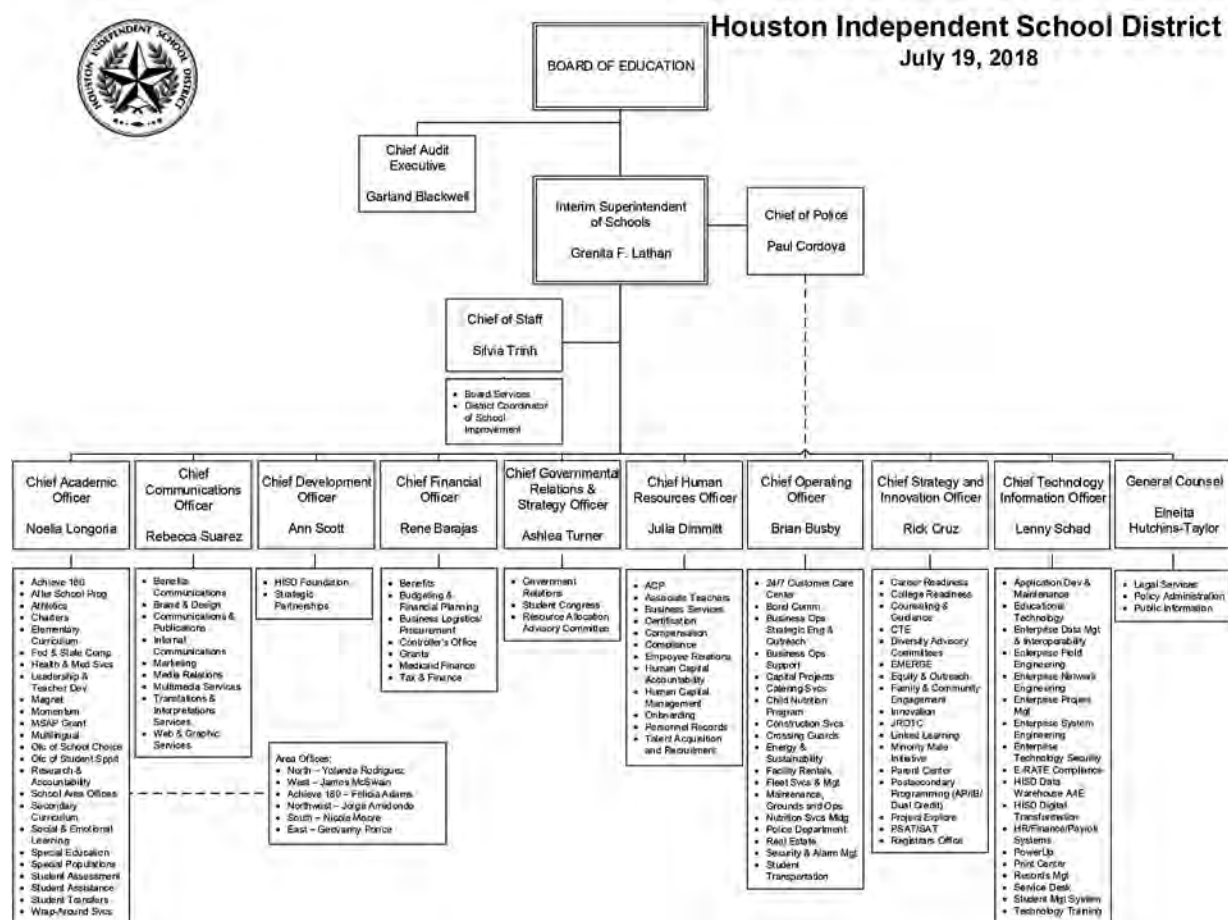 HOUSTON INDEPENDENT SCHOOL DISTRICT
Houston Independent School District
July 19, 2018
BOARD OF EDUCATION
Chief Audit
Executive
Garland Blackwell
Interim Superintendent
of Schools
Grenita F. Lathan
Chief of Police
Paul Cordova
Chief of Staff
Silvia Trinh
• Board Services
• District Coordinator
of School
Improvement
Chief Academic
Officer
Noelia Longoria
• Achieve 180
• After School Prog
• Athletics
• Charters
• Elementary
Curriculum
• Fed & State Comp
• Health & Med Svcs
• Leadership &
Teacher Dev
• Magnet
• Momentum
• MSAP Grant
• Multilingual
• Ofc of School Choice
• Ofc of Student Sppt
• Research &
Accountability
• School Area Offices
• Secondary
Curriculum
• Social & Emotional
Learning
• Special Education
• Special Populations
• Student Assessment
• Student Assistance
• Student Transfers
• Wrap-Around Svcs
Chief
Communications
Officer
Rebecca Suarez
• Benefits
Communications
• Brand & Design
• Communications &
Publications
• Internal
Communications
• Marketing
• Media Relations
• Multimedia Services
• Translations &
Interpretations
Services
• Web & Graphic
Services
Chief Development
Officer
Ann Scott
• HISD Foundation
• Strategic
Partnerships
Chief Financial
Officer
Rene Barajas
• Benefits
• Budgeting &
Financial Planning
• Business Logistics/
Procurement
• Controller's Office
• Grants
• Medicaid Finance
• Tax & Finance
Chief Governmental
Relations &
Strategy Officer
Ashlea Turner
• Government
Relations
• Student Congress
• Resource Allocation
Advisory Committee
Chief Human
Resources Officer
Julia Dimmitt
• ACP
• Associate Teachers
• Business Services
• Certification
• Compensation
• Compliance
• Employee Relations
• Human Capital
Accountability
• Human Capital
Management
• Onboarding
• Personnel Records
• Talent Acquisition
and Recruitment
Chief Operating
Officer
Brian Busby
• 24/7 Customer Care
Center
• Bond Comm
• Business Ops
Strategic Eng &
Outreach
• Business Ops
Support
• Capital Projects
• Catering Svcs
• Child Nutrition
Program
• Construction Svcs
• Crossing Guards
• Energy &
Sustainability
• Facility Rentals
• Fleet Svcs & Mgt
• Maintenance,
Grounds and Ops
• Nutrition Svcs Mktg
• Police Department
• Real Estate
• Security & Alarm Mgt
• Student
Transportation
Chief Strategy and
Innovation Officer
Rick Cruz
• Career Readiness
• College Readiness
• Counseling &
Guidance
• CTE
• Diversity Advisory
Committees
• EMERGE
• Equity & Outreach
• Family & Community
Engagement
• Innovation
• JROTC
• Linked Learning
• Minority Male
Initiative
• Parent Center
• Postsecondary
Programming (AP/IB/
Dual Credit)
• Project Explore
• PSAT/SAT
• Registrars Office
Chief Technology
Information Officer
Lenny Schad
• Application Dev &
Maintenance
• Educational
Technology
• Enterprise Data Mgt
& Interoperability
• Enterprise Field
Engineering
• Enterprise Network
Engineering
• Enterprise Project
Mgt
• Enterprise System
Engineering
• Enterprise
Technology Security
• E-RATE Compliance
• HISD Data
Warehouse A4E
• HISD Digital
Transformation
• HR/Finance/Payroll
Systems
• PowerUp
• Print Center
• Records Mgt
• Service Desk
• Student Mgt System
• Technology Training
General Counsel
Elneita
Hutchins-Taylor
• Legal Services
• Policy Administration
• Public Information
Area Offices:
• North – Yolanda Rodriguez
• West – James McSwain
• Achieve 180 – Felicia Adams
• Northwest – Jorge Arredondo
• South – Nicole Moore
• East – Geovanny Ponce